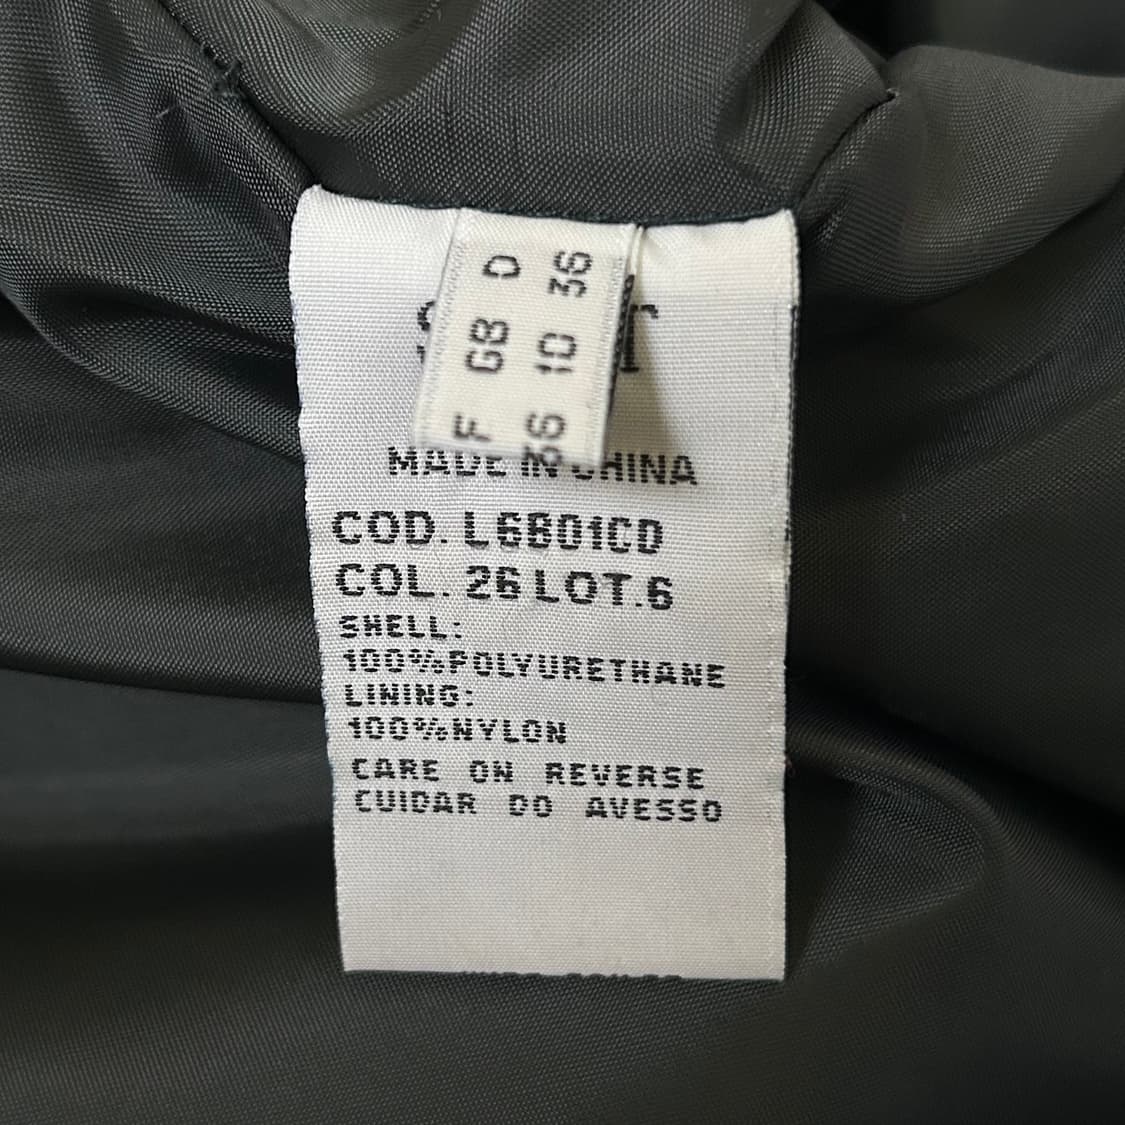 D 36
GB 10
F 36
MADE IN CHINA
COD. L6B01CD
COL. 26 LOT.6
SHELL:
100%POLYURETHANE
LINING:
100%NYLON
CARE ON REVERSE
CUIDAR DO AVESSO